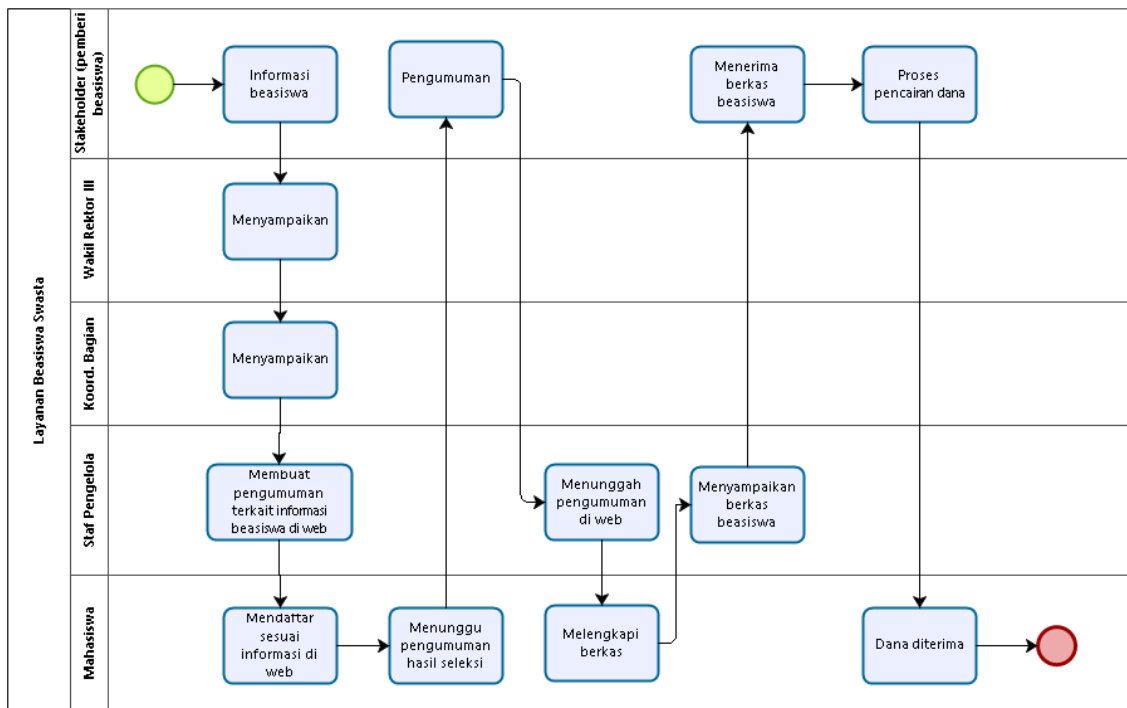 Layanan Beasiswa Swasta
Stakeholder (pemberi
beasiswa)
Informasi
beasiswa
Pengumuman
Menerima
berkas
beasiswa
Proses
pencairan dana
Wakil Rektor III
Menyampaikan
Koord. Bagian
Menyampaikan
Staf Pengelola
Membuat
pengumuman
terkait informasi
beasiswa di web
Menunggah
pengumuman
di web
Menyampaikan
berkas
beasiswa
Mahasiswa
Mendaftar
sesuai
informasi di
web
Menunggu
pengumuman
hasil seleksi
Melengkapi
berkas
Dana diterima